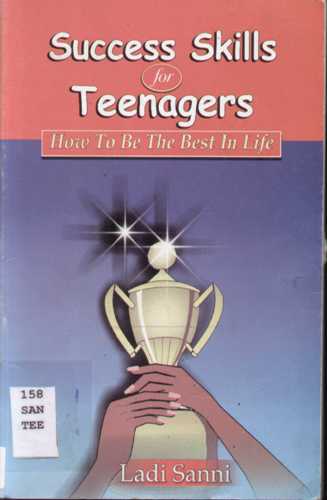 Success Skills
for
Teenagers
How To Be The Best In Life
158
SAN
TEE
Ladi Sanni